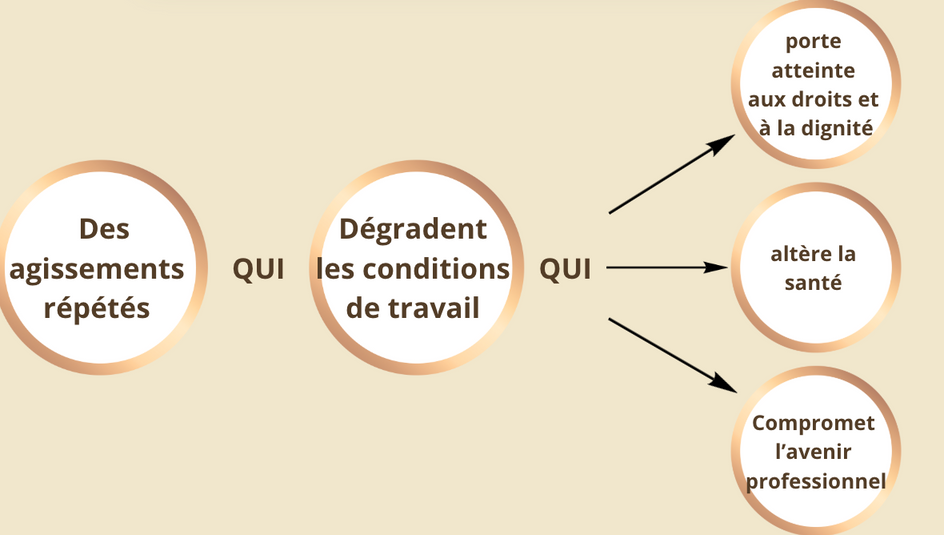 Des
agissements
répétés
QUI
Dégradent
les conditions
de travail
QUI
porte
atteinte
aux droits et
à la dignité
altère la
santé
Compromet
l’avenir
professionnel